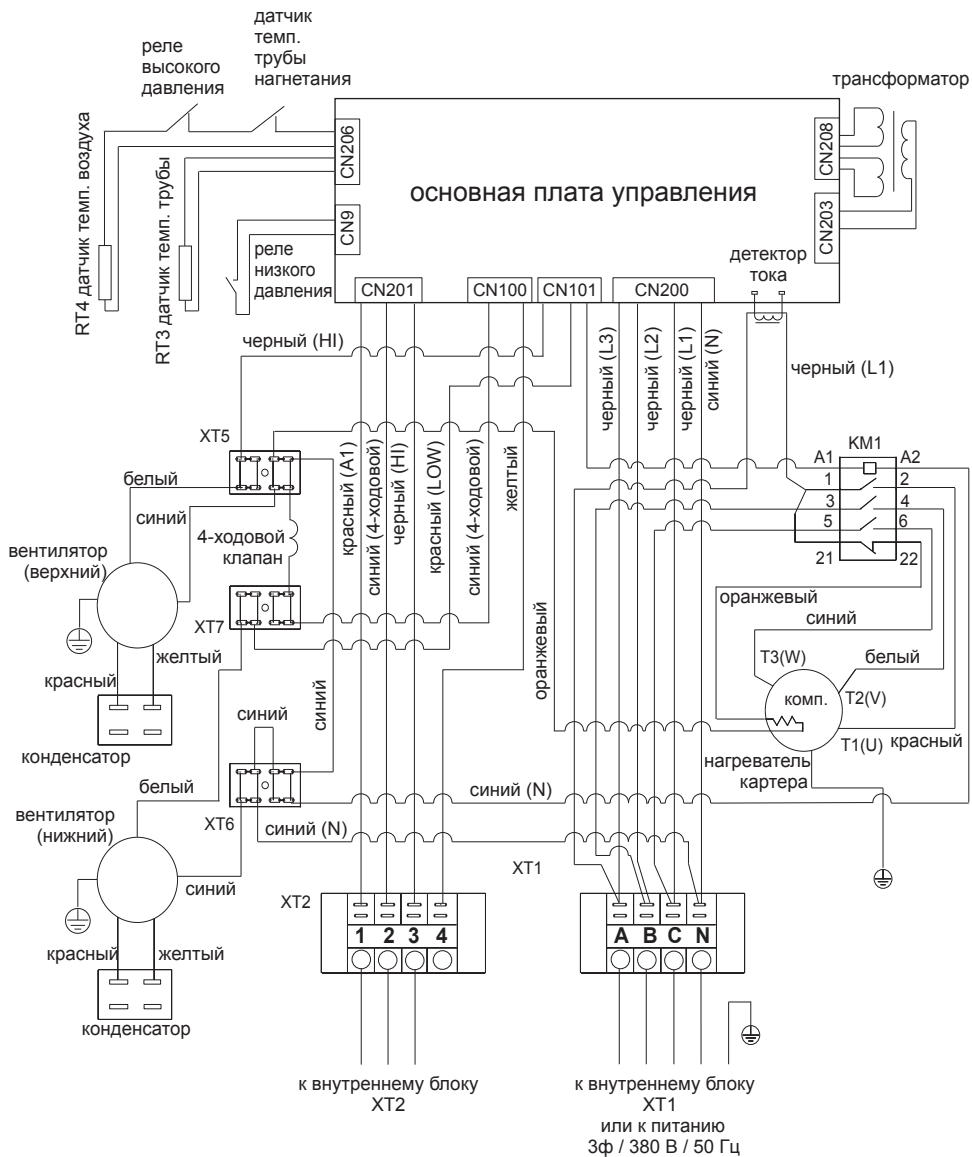 датчик
темп.
трубы
нагнетания
реле
высокого
давления
трансформатор
RT4 датчик темп. воздуха
RT3 датчик темп. трубы
CN206
CN9
CN208
CN203
основная плата управления
реле
низкого
давления
детектор
тока
CN201
CN100
CN101
CN200
черный (HI)
черный (L3)
черный (L2)
черный (L1)
синий (N)
черный (L1)
XT5
KM1
A1
A2
1
2
3
4
5
6
21
22
белый
синий
красный (A1)
синий (4-ходовой)
черный (HI)
красный (LOW)
синий (4-ходовой)
желтый
4-ходовой
клапан
вентилятор
(верхний)
XT7
оранжевый
синий
оранжевый
желтый
красный
T3(W)
белый
комп.
T2(V)
T1(U)
красный
синий
синий
конденсатор
нагреватель
картера
белый
синий (N)
вентилятор
(нижний)
XT6
синий (N)
XT1
синий
XT2
1 2 3 4
A B C N
красный
желтый
конденсатор
к внутреннему блоку
XT2
к внутреннему блоку
XT1
или к питанию
3ф / 380 В / 50 Гц